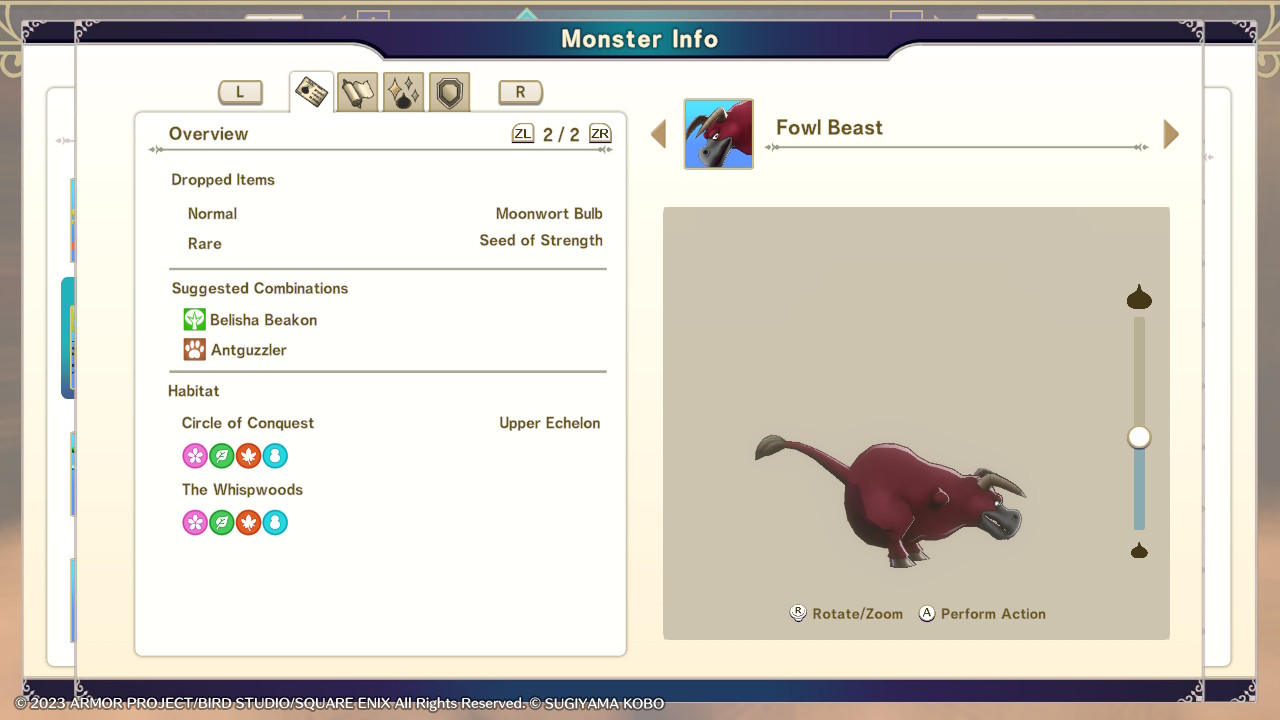 Monster Info
L
R
Overview
ZL 2 / 2 ZR
Dropped Items
Normal Moonwort Bulb
Rare Seed of Strength
Suggested Combinations
Belisha Beakon
Antguzzler
Habitat
Circle of Conquest Upper Echelon
The Whispwoods
Fowl Beast
R Rotate/Zoom A Perform Action
© 2023 ARMOR PROJECT/BIRD STUDIO/SQUARE ENIX All Rights Reserved. © SUGIYAMA KOBO